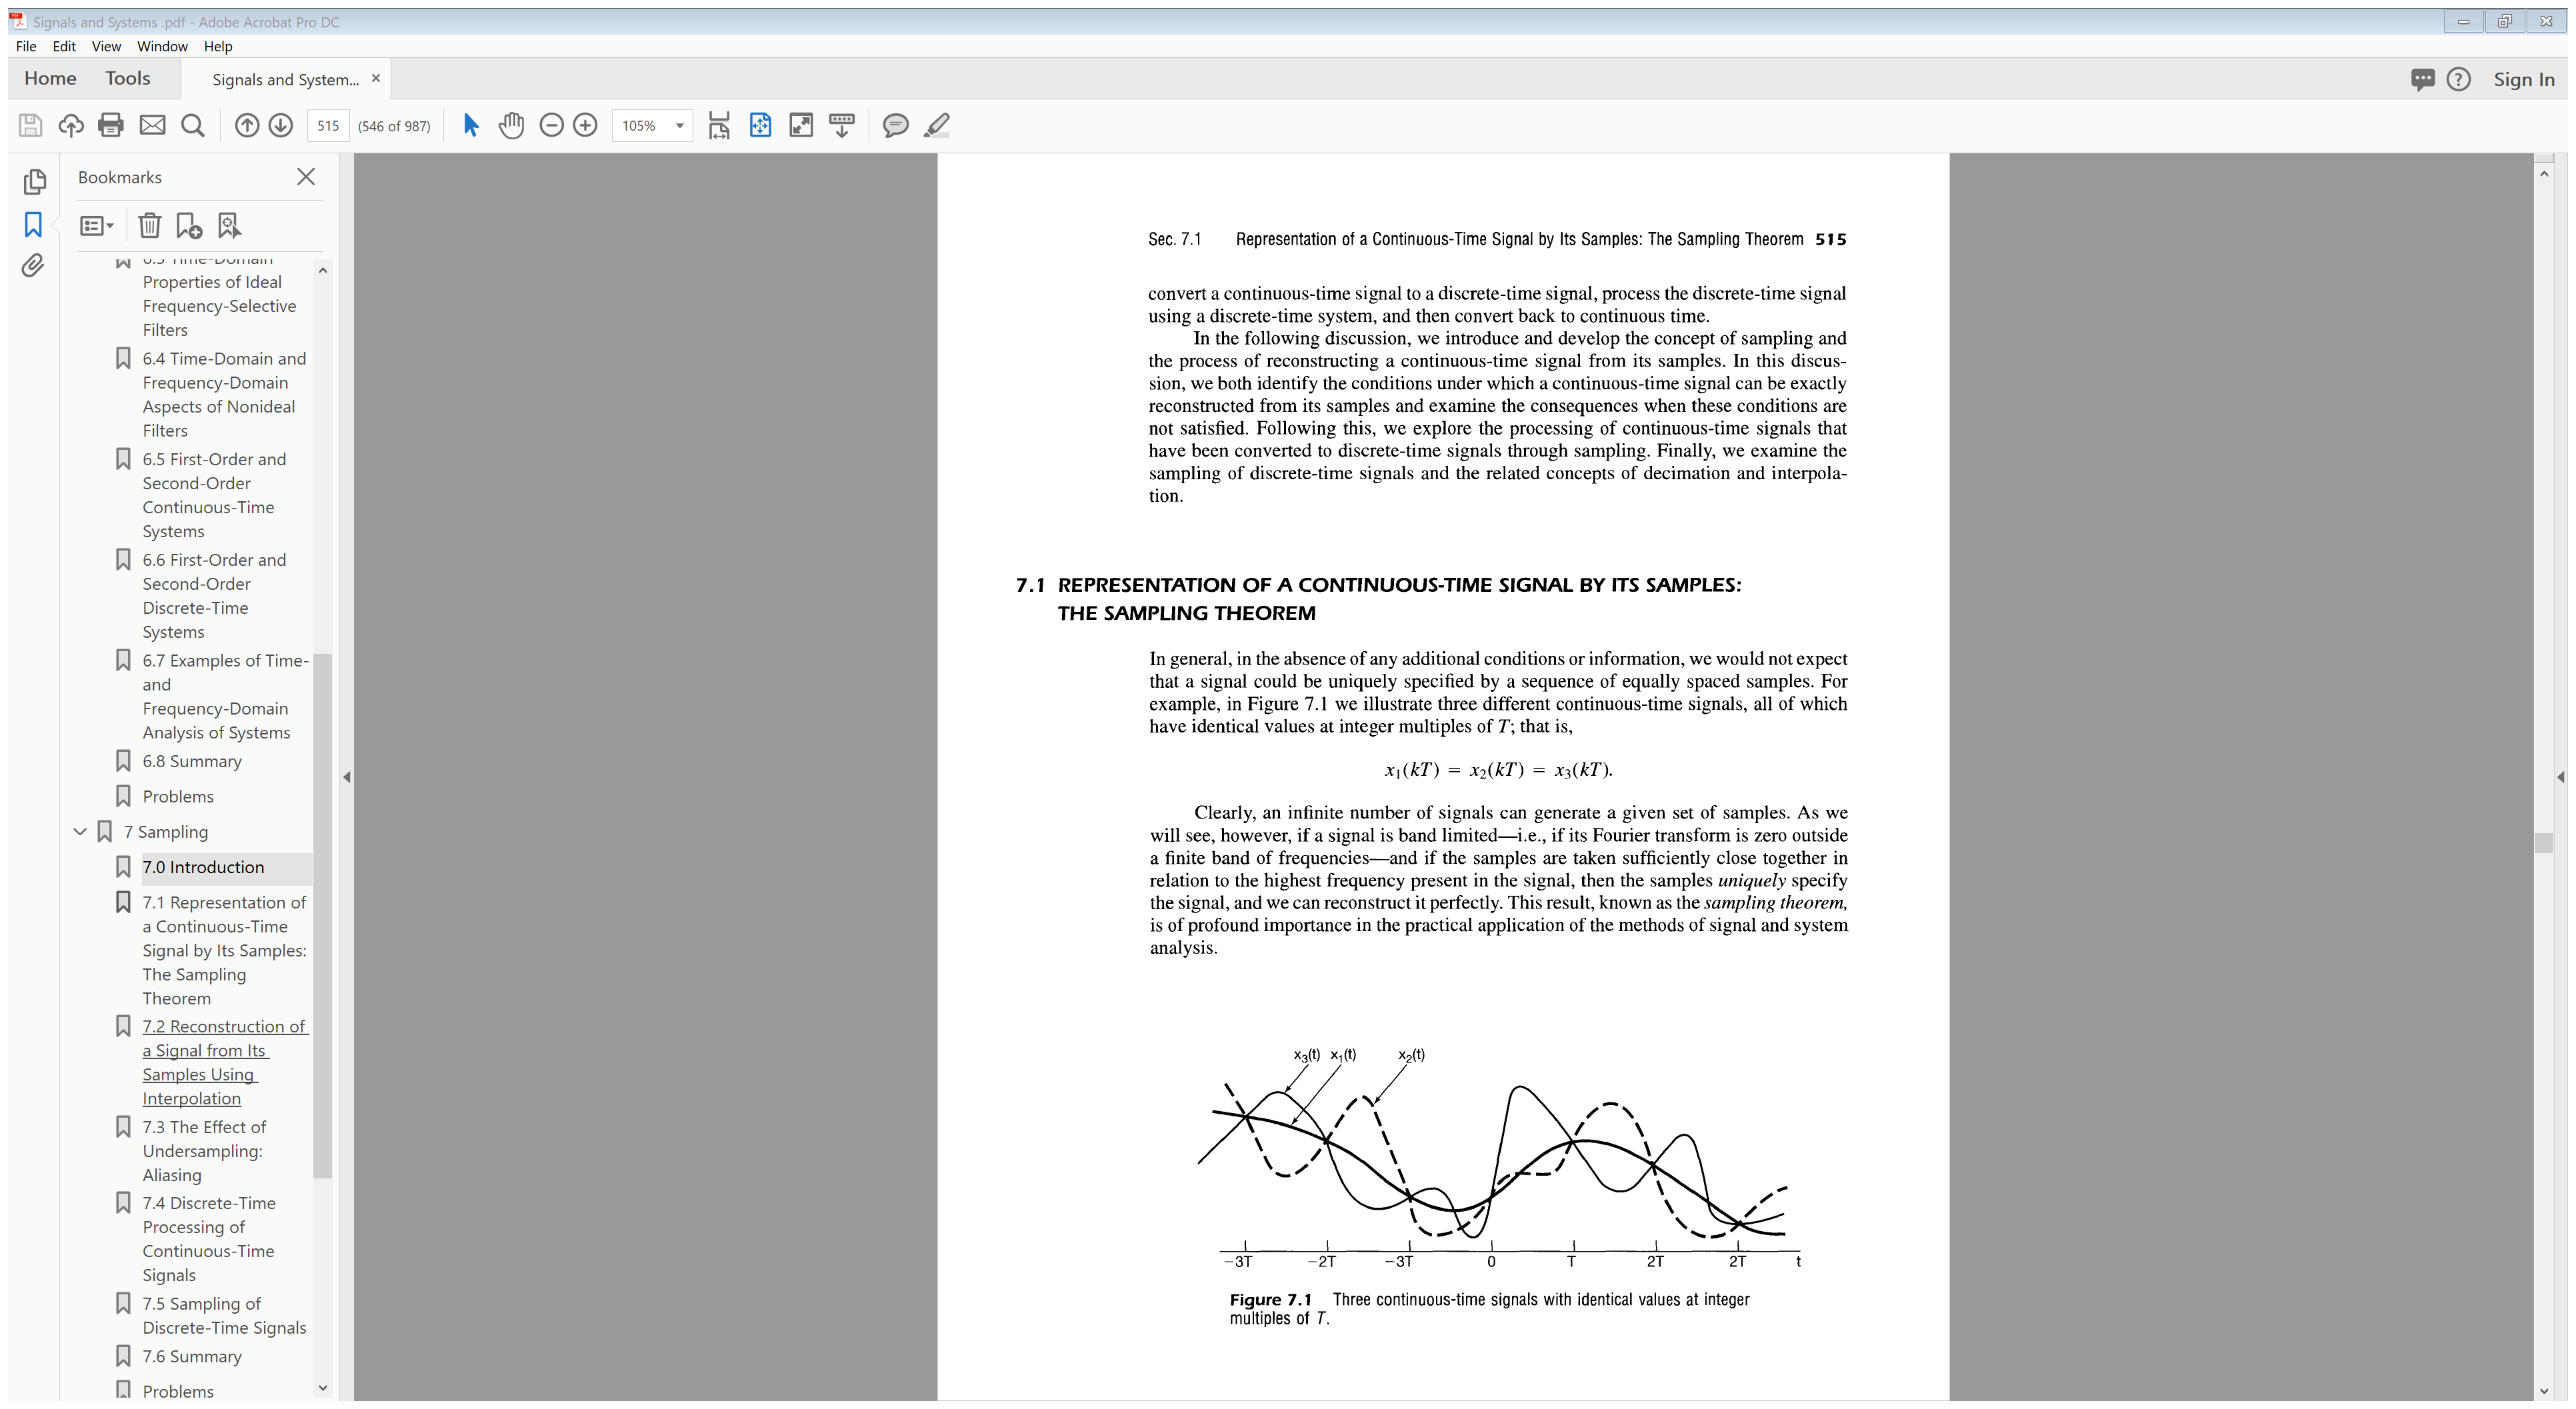 Signals and Systems .pdf - Adobe Acrobat Pro DC
File Edit View Window Help
Home Tools Signals and System... Sign In
515 (546 of 987) 105%
Bookmarks
6.3 Time-Domain
Properties of Ideal
Frequency-Selective
Filters
6.4 Time-Domain and
Frequency-Domain
Aspects of Nonideal
Filters
6.5 First-Order and
Second-Order
Continuous-Time
Systems
6.6 First-Order and
Second-Order
Discrete-Time
Systems
6.7 Examples of Time-
and
Frequency-Domain
Analysis of Systems
6.8 Summary
Problems
7 Sampling
7.0 Introduction
7.1 Representation of
a Continuous-Time
Signal by Its Samples:
The Sampling
Theorem
7.2 Reconstruction of
a Signal from Its
Samples Using
Interpolation
7.3 The Effect of
Undersampling:
Aliasing
7.4 Discrete-Time
Processing of
Continuous-Time
Signals
7.5 Sampling of
Discrete-Time Signals
7.6 Summary
Problems
Sec. 7.1 Representation of a Continuous-Time Signal by Its Samples: The Sampling Theorem 515
convert a continuous-time signal to a discrete-time signal, process the discrete-time signal
using a discrete-time system, and then convert back to continuous time.
In the following discussion, we introduce and develop the concept of sampling and
the process of reconstructing a continuous-time signal from its samples. In this discus-
sion, we both identify the conditions under which a continuous-time signal can be exactly
reconstructed from its samples and examine the consequences when these conditions are
not satisfied. Following this, we explore the processing of continuous-time signals that
have been converted to discrete-time signals through sampling. Finally, we examine the
sampling of discrete-time signals and the related concepts of decimation and interpola-
tion.
7.1 REPRESENTATION OF A CONTINUOUS-TIME SIGNAL BY ITS SAMPLES:
THE SAMPLING THEOREM
In general, in the absence of any additional conditions or information, we would not expect
that a signal could be uniquely specified by a sequence of equally spaced samples. For
example, in Figure 7.1 we illustrate three different continuous-time signals, all of which
have identical values at integer multiples of T; that is,
x₁(kT) = x₂(kT) = x₃(kT).
Clearly, an infinite number of signals can generate a given set of samples. As we
will see, however, if a signal is band limited—i.e., if its Fourier transform is zero outside
a finite band of frequencies—and if the samples are taken sufficiently close together in
relation to the highest frequency present in the signal, then the samples uniquely specify
the signal, and we can reconstruct it perfectly. This result, known as the sampling theorem,
is of profound importance in the practical application of the methods of signal and system
analysis.
x₃(t) x₁(t) x₂(t)
−3T −2T −3T 0 T 2T 2T t
Figure 7.1 Three continuous-time signals with identical values at integer
multiples of T.